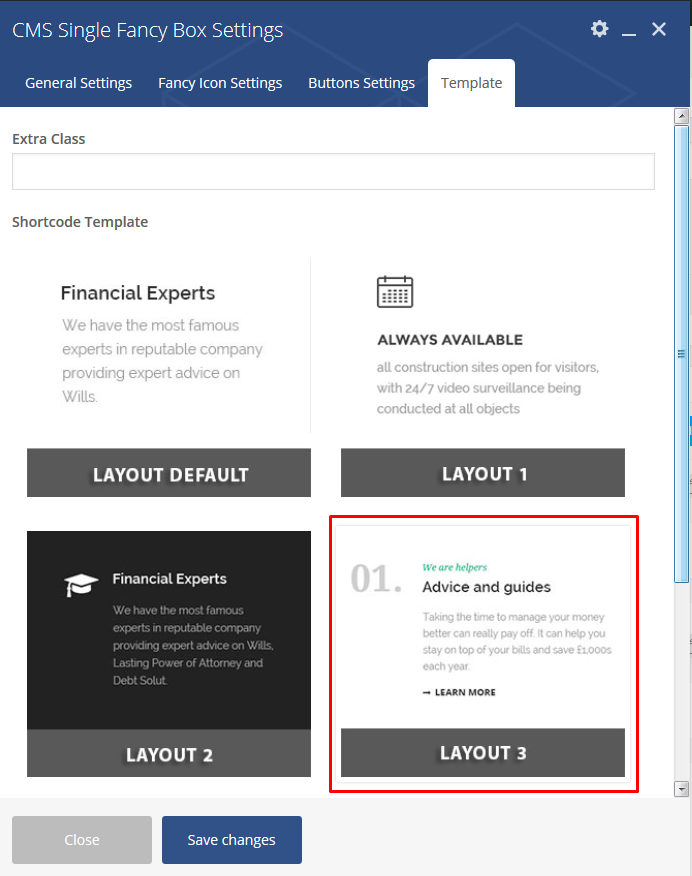 CMS Single Fancy Box Settings
General Settings Fancy Icon Settings Buttons Settings Template
Extra Class
Shortcode Template
Financial Experts
We have the most famous
experts in reputable company
providing expert advice on
Wills.
LAYOUT DEFAULT
ALWAYS AVAILABLE
all construction sites open for visitors,
with 24/7 video surveillance being
conducted at all objects
LAYOUT 1
Financial Experts
We have the most famous
experts in reputable company
providing expert advice on Wills,
Lasting Power of Attorney and
Debt Solut.
LAYOUT 2
01.
We are helpers
Advice and guides
Taking the time to manage your money
better can really pay off. It can help you
stay on top of your bills and save £1,000s
each year.
→ LEARN MORE
LAYOUT 3
Close Save changes